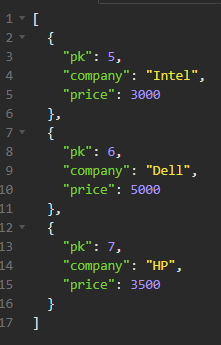 1 [
2 {
3 "pk": 5,
4 "company": "Intel",
5 "price": 3000
6 },
7 {
8 "pk": 6,
9 "company": "Dell",
10 "price": 5000
11 },
12 {
13 "pk": 7,
14 "company": "HP",
15 "price": 3500
16 }
17 ]